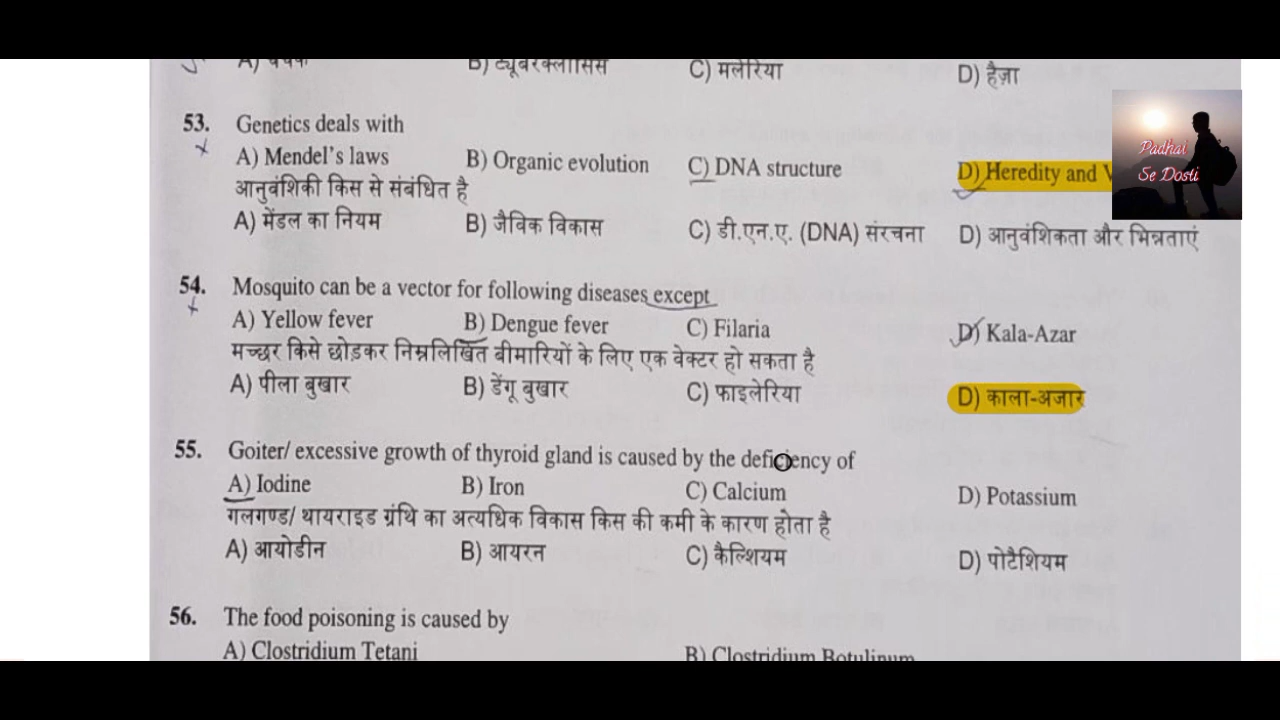 C) मलेरिया D) हैज़ा
53. Genetics deals with
A) Mendel's laws B) Organic evolution C) DNA structure D) Heredity and
आनुवंशिकी किस से संबंधित है
A) मेंडल का नियम B) जैविक विकास C) डी.एन.ए. (DNA) संरचना D) आनुवंशिकता और भिन्नताएं
54. Mosquito can be a vector for following diseases except
A) Yellow fever B) Dengue fever C) Filaria D) Kala-Azar
मच्छर किसे छोड़कर निम्नलिखित बीमारियों के लिए एक वेक्टर हो सकता है
A) पीला बुखार B) डेंगू बुखार C) फाइलेरिया D) काला-अजार
55. Goiter/ excessive growth of thyroid gland is caused by the deficiency of
A) Iodine B) Iron C) Calcium D) Potassium
गलगण्ड/ थायराइड ग्रंथि का अत्यधिक विकास किस की कमी के कारण होता है
A) आयोडीन B) आयरन C) कैल्शियम D) पोटैशियम
56. The food poisoning is caused by
A) Clostridium Tetani B) Clostridium Botulinum
Padhai
Se Dosti